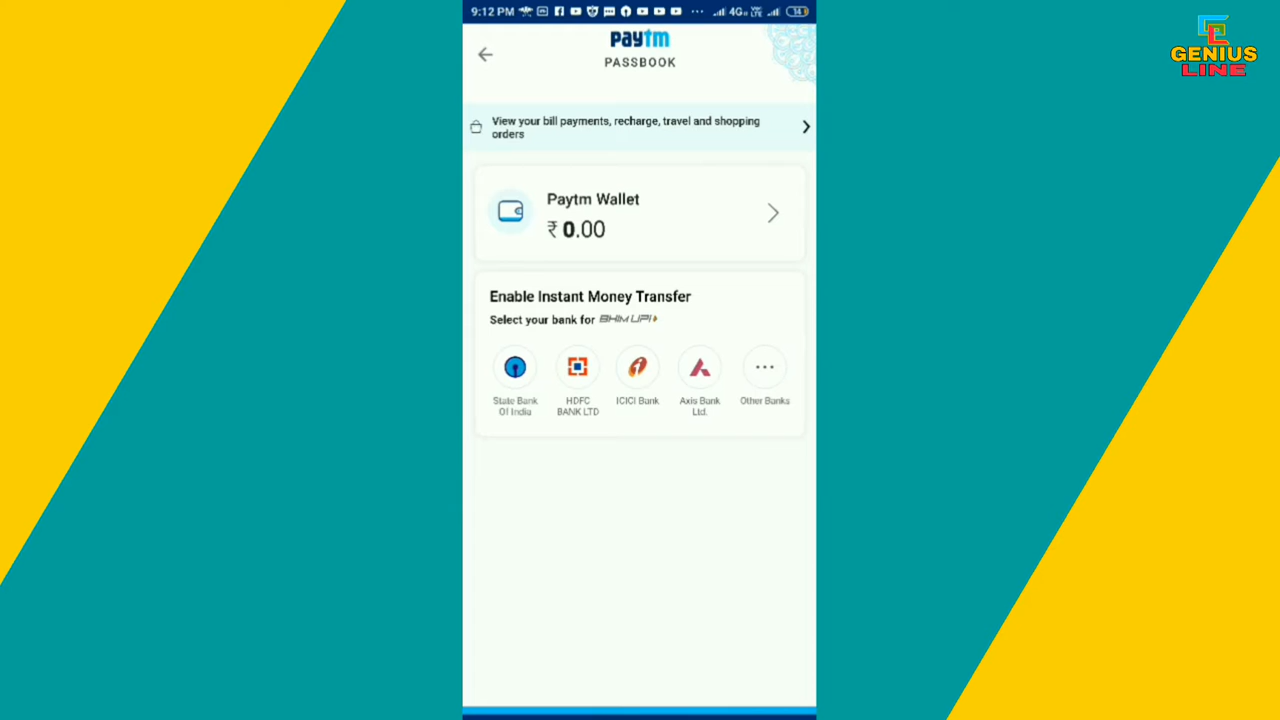 9:12 PM
4G
14
paytm
PASSBOOK
View your bill payments, recharge, travel and shopping
orders
Paytm Wallet
₹ 0.00
Enable Instant Money Transfer
Select your bank for BHIM UPI
State Bank
Of India
HDFC
BANK LTD
ICICI Bank
Axis Bank
Ltd.
Other Banks
GENIUS
LINE